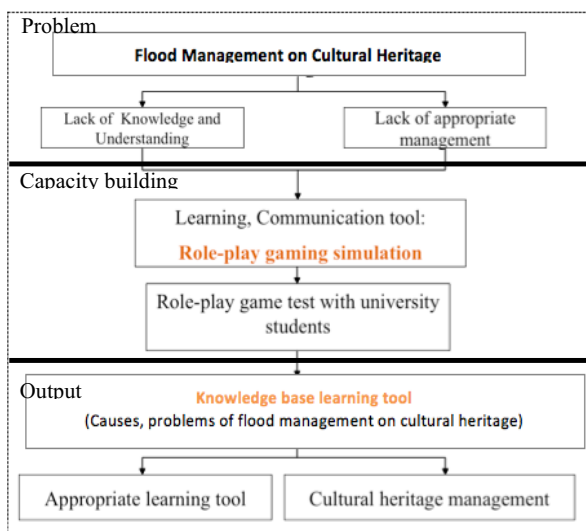 Problem
Flood Management on Cultural Heritage
Lack of Knowledge and
Understanding
Lack of appropriate
management
Capacity building
Learning, Communication tool:
Role-play gaming simulation
Role-play game test with university
students
Output
Knowledge base learning tool
(Causes, problems of flood management on cultural heritage)
Appropriate learning tool
Cultural heritage management